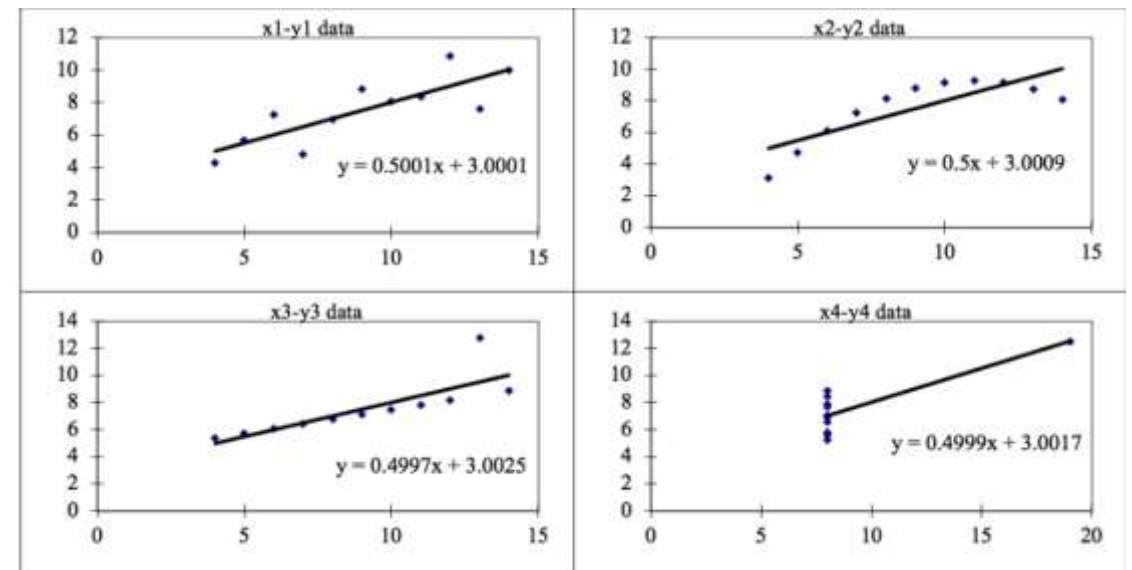 x1-y1 data
12
10
8
6
4
2
0
0 5 10 15
y = 0.5001x + 3.0001
x2-y2 data
12
10
8
6
4
2
0
0 5 10 15
y = 0.5x + 3.0009
x3-y3 data
14
12
10
8
6
4
2
0
0 5 10 15
y = 0.4997x + 3.0025
x4-y4 data
14
12
10
8
6
4
2
0
0 5 10 15 20
y = 0.4999x + 3.0017